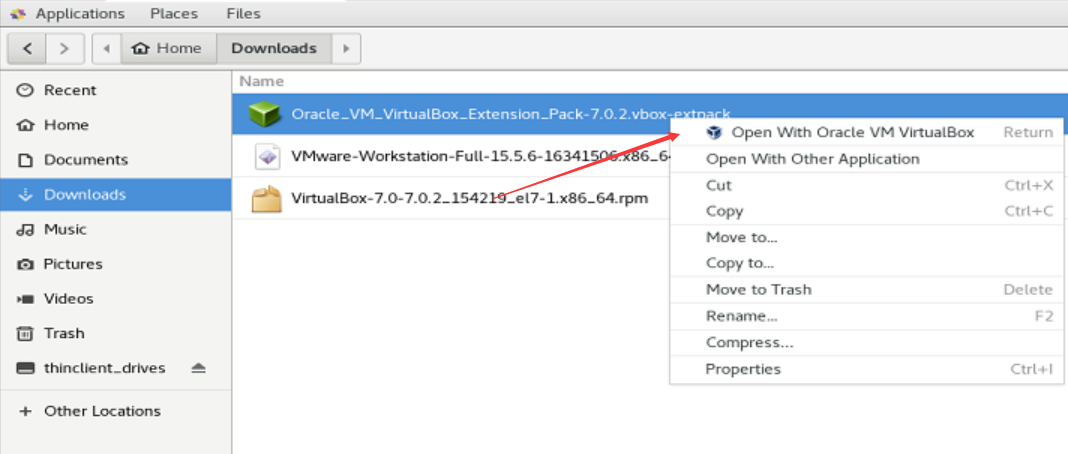 Applications Places Files
Home Downloads
Recent
Home
Documents
Downloads
Music
Pictures
Videos
Trash
thinclient_drives
Other Locations
Name
Oracle_VM_VirtualBox_Extension_Pack-7.0.2.vbox-extpack
VMware-Workstation-Full-15.5.6-16341506.x86_6
VirtualBox-7.0-7.0.2_154219_el7-1.x86_64.rpm
Open With Oracle VM VirtualBox Return
Open With Other Application
Cut Ctrl+X
Copy Ctrl+C
Move to...
Copy to...
Move to Trash Delete
Rename... F2
Compress...
Properties Ctrl+I